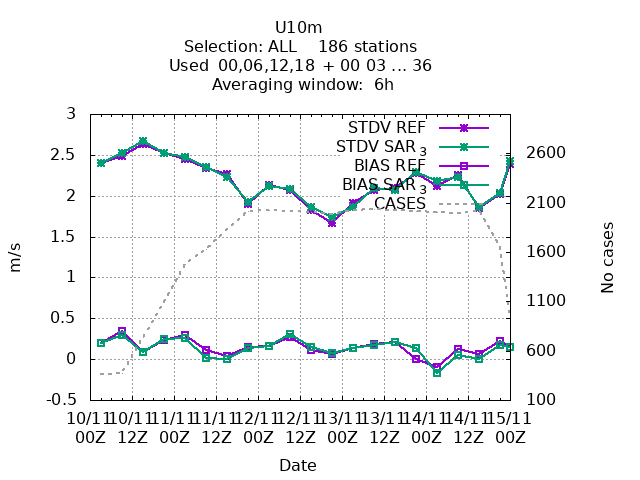 U10m
Selection: ALL 186 stations
Used 00,06,12,18 + 00 03 ... 36
Averaging window: 6h
STDV REF
STDV SAR 3
BIAS REF
BIAS SAR 3
CASES
3
2.5
2
1.5
1
0.5
0
-0.5
m/s
2600
2100
1600
1100
600
100
No cases
10/11 10/11 11/11 11/11 12/11 12/11 13/11 13/11 14/11 14/11 15/11
00Z 12Z 00Z 12Z 00Z 12Z 00Z 12Z 00Z 12Z 00Z
Date